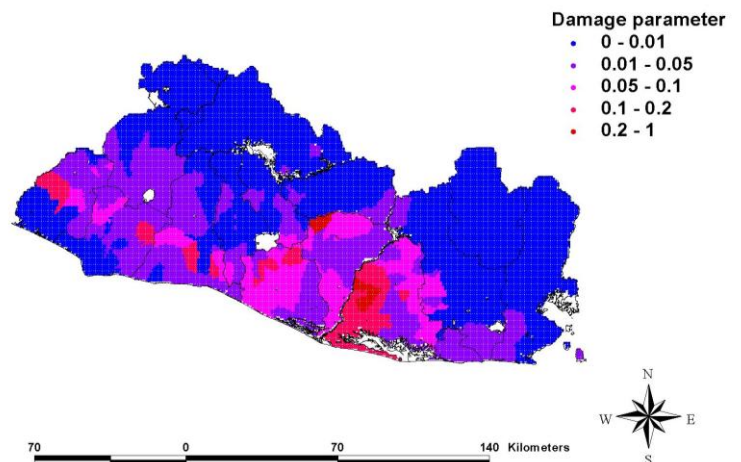 Damage parameter
0 - 0.01
0.01 - 0.05
0.05 - 0.1
0.1 - 0.2
0.2 - 1
N
W E
S
70 0 70 140 Kilometers